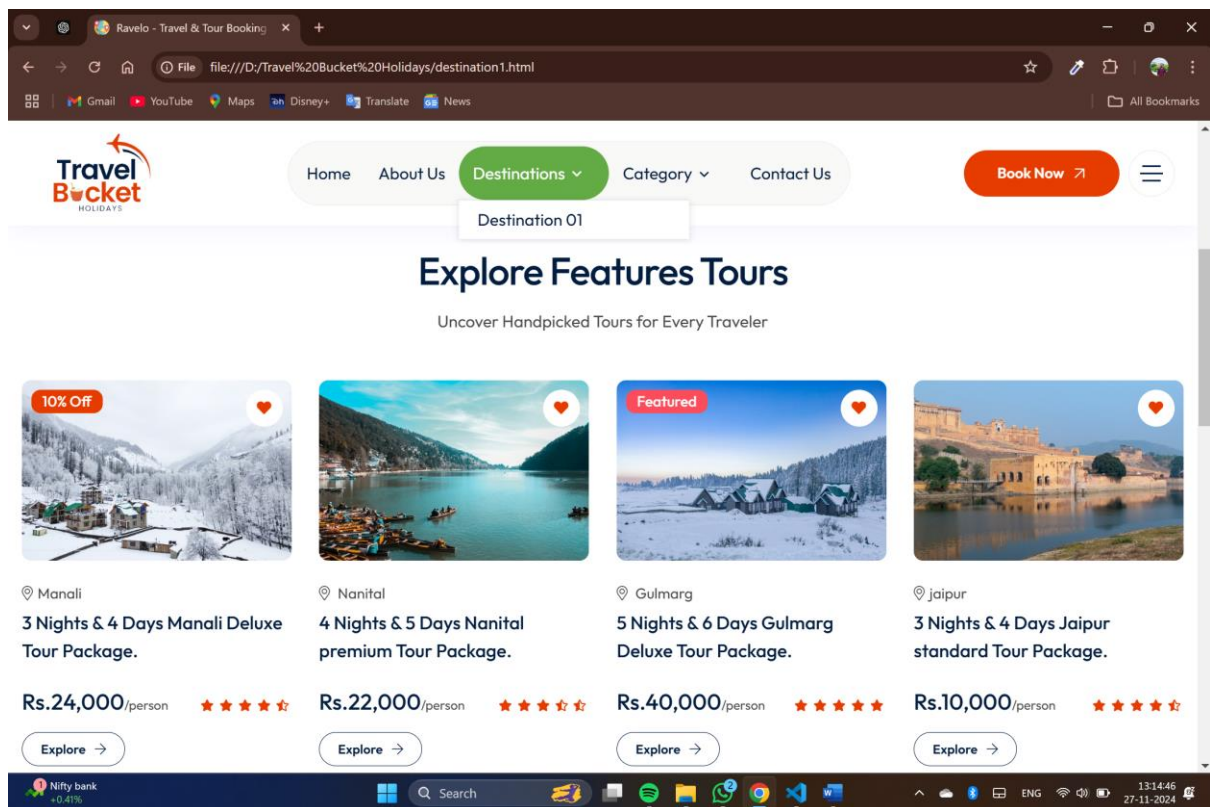 Ravelo - Travel & Tour Booking
File file:///D:/Travel%20Bucket%20Holidays/destination1.html
Gmail YouTube Maps Disney+ Translate News All Bookmarks
Travel
Bucket
HOLIDAYS
Home About Us Destinations Category Contact Us Book Now
Destination 01
Explore Features Tours
Uncover Handpicked Tours for Every Traveler
10% Off
Featured
Manali
3 Nights & 4 Days Manali Deluxe
Tour Package.
Rs.24,000/person
Explore
Nanital
4 Nights & 5 Days Nanital
premium Tour Package.
Rs.22,000/person
Explore
Gulmarg
5 Nights & 6 Days Gulmarg
Deluxe Tour Package.
Rs.40,000/person
Explore
jaipur
3 Nights & 4 Days Jaipur
standard Tour Package.
Rs.10,000/person
Explore
1
Nifty bank
+0.41%
Search
2
ENG
13:14:46
27-11-2024